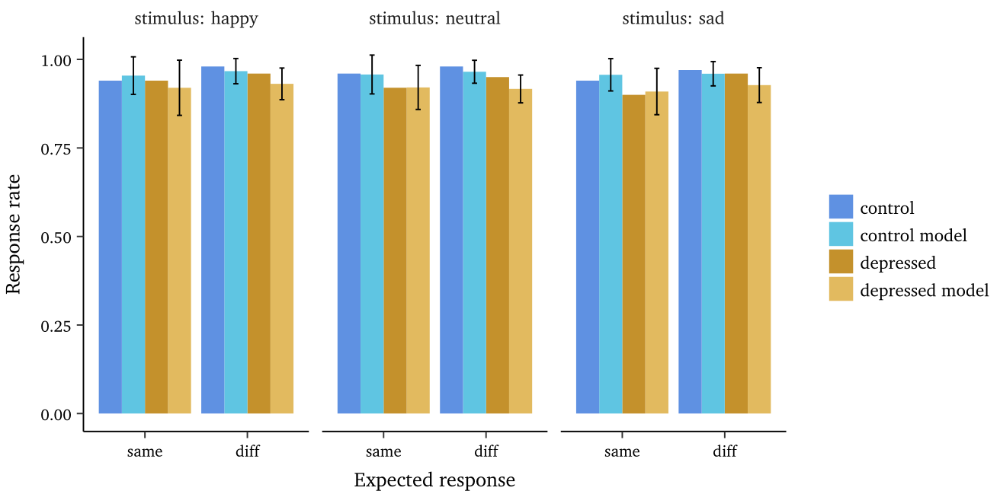 stimulus: happy
stimulus: neutral
stimulus: sad
Response rate
1.00
0.75
0.50
0.25
0.00
same
diff
same
diff
same
diff
Expected response
control
control model
depressed
depressed model